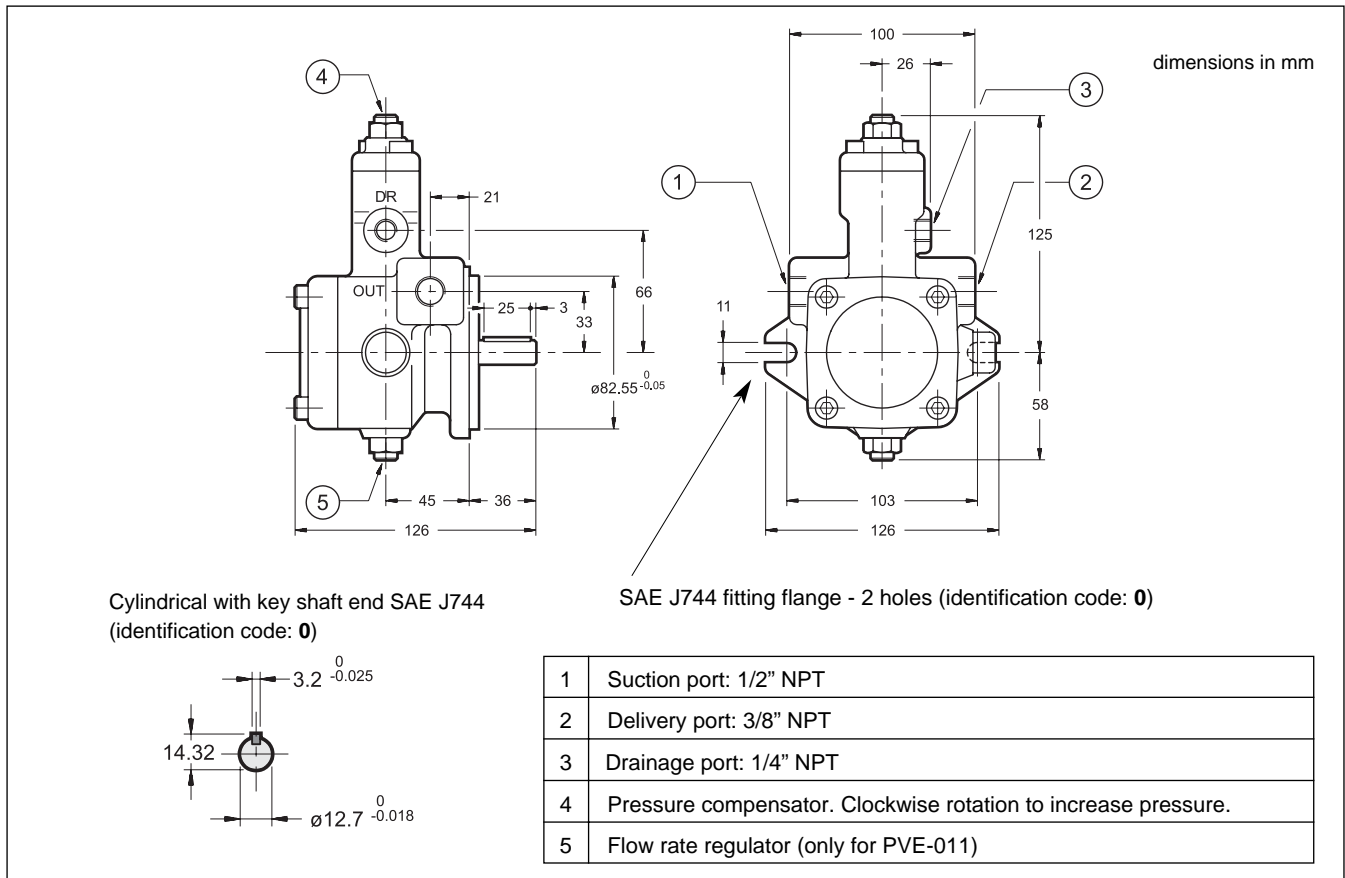 100
26
dimensions in mm
4
3
1
2
DR
21
125
OUT
66
25
3
33
11
ø82.55 0 -0.05
58
5
45
36
103
126
126
Cylindrical with key shaft end SAE J744
(identification code: 0)
SAE J744 fitting flange - 2 holes (identification code: 0)
3.2 0 -0.025
14.32
ø12.7 0 -0.018
1 Suction port: 1/2” NPT
2 Delivery port: 3/8” NPT
3 Drainage port: 1/4” NPT
4 Pressure compensator. Clockwise rotation to increase pressure.
5 Flow rate regulator (only for PVE-011)